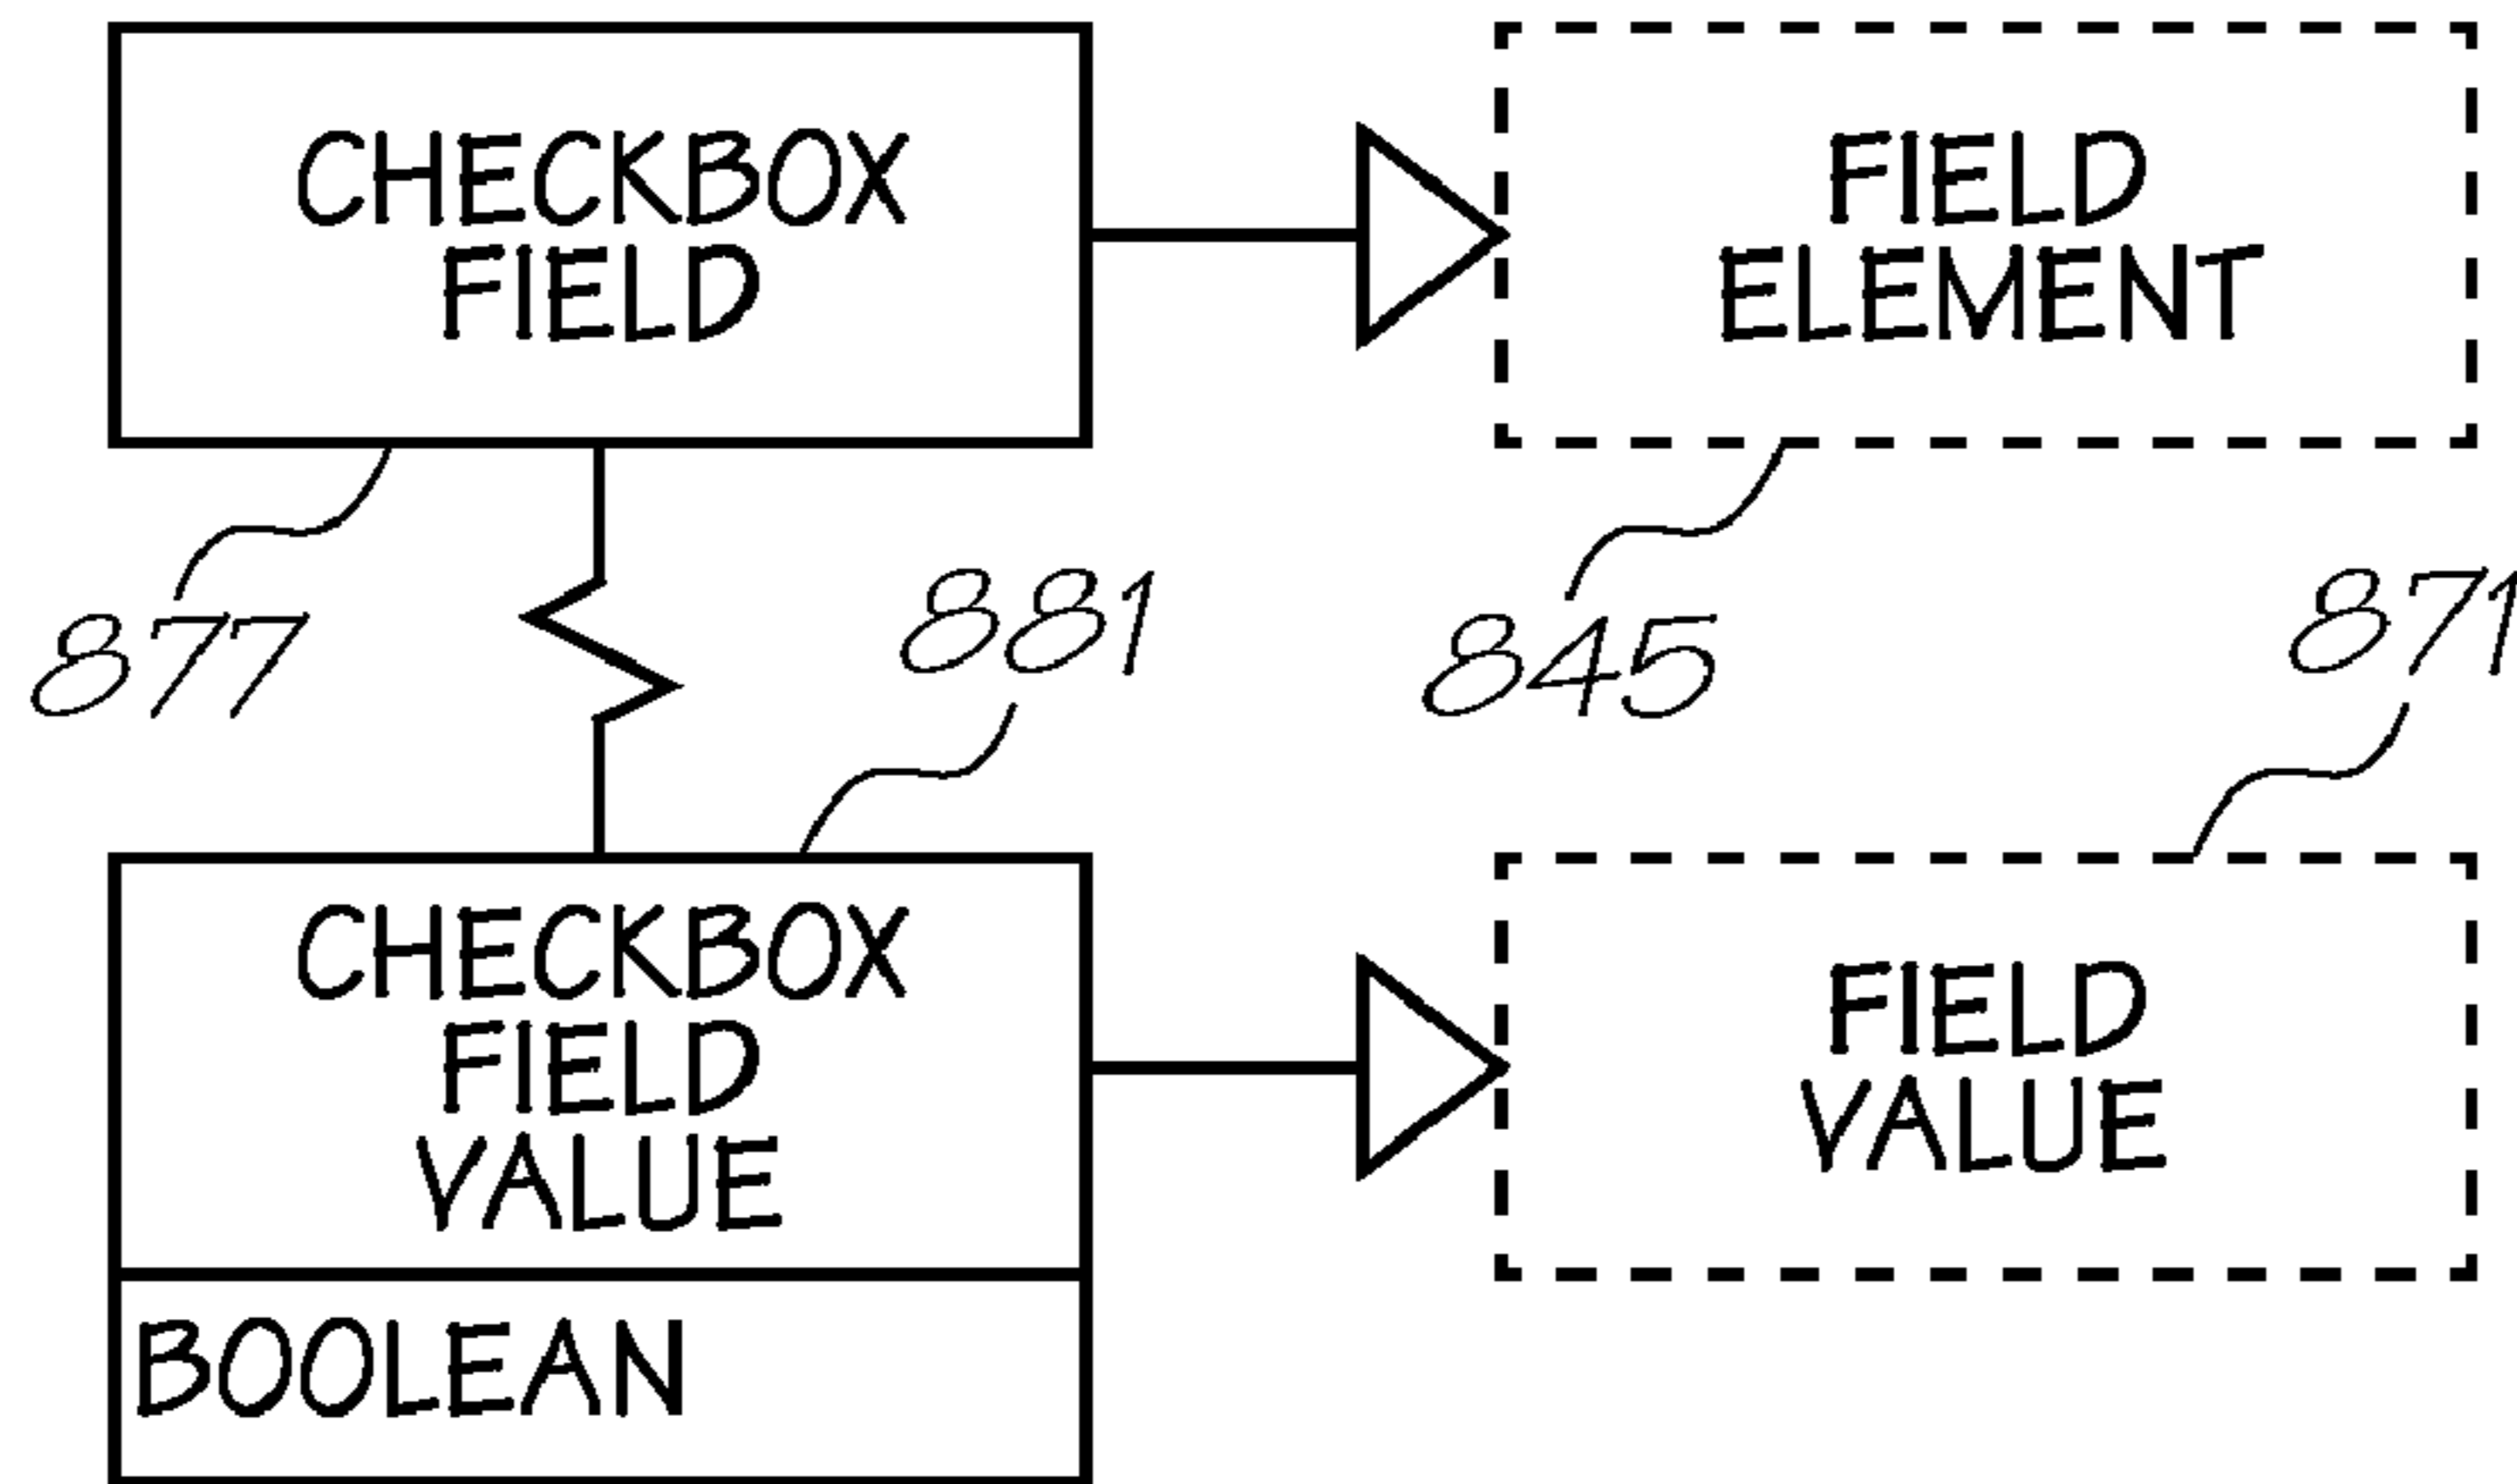 CHECKBOX
FIELD
FIELD
ELEMENT
877
881
845
871
CHECKBOX
FIELD
VALUE
FIELD
VALUE
BOOLEAN